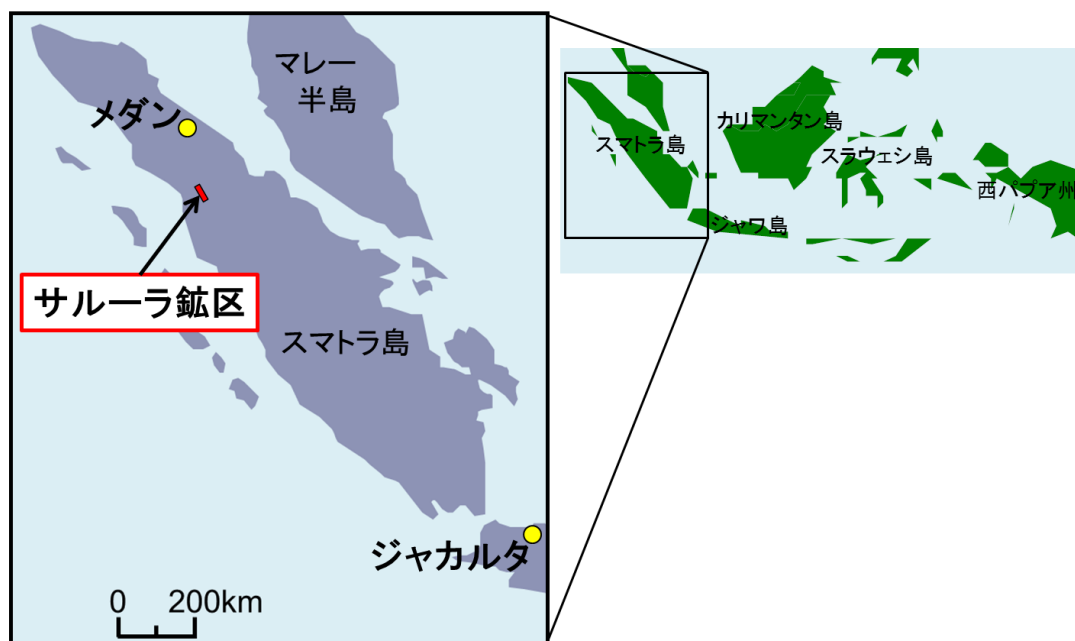 マレー
半島
メダン
サルーラ鉱区
スマトラ島
ジャカルタ
0 200km
カリマンタン島
スマトラ島
スラウェシ島
西パプア州
ジャワ島